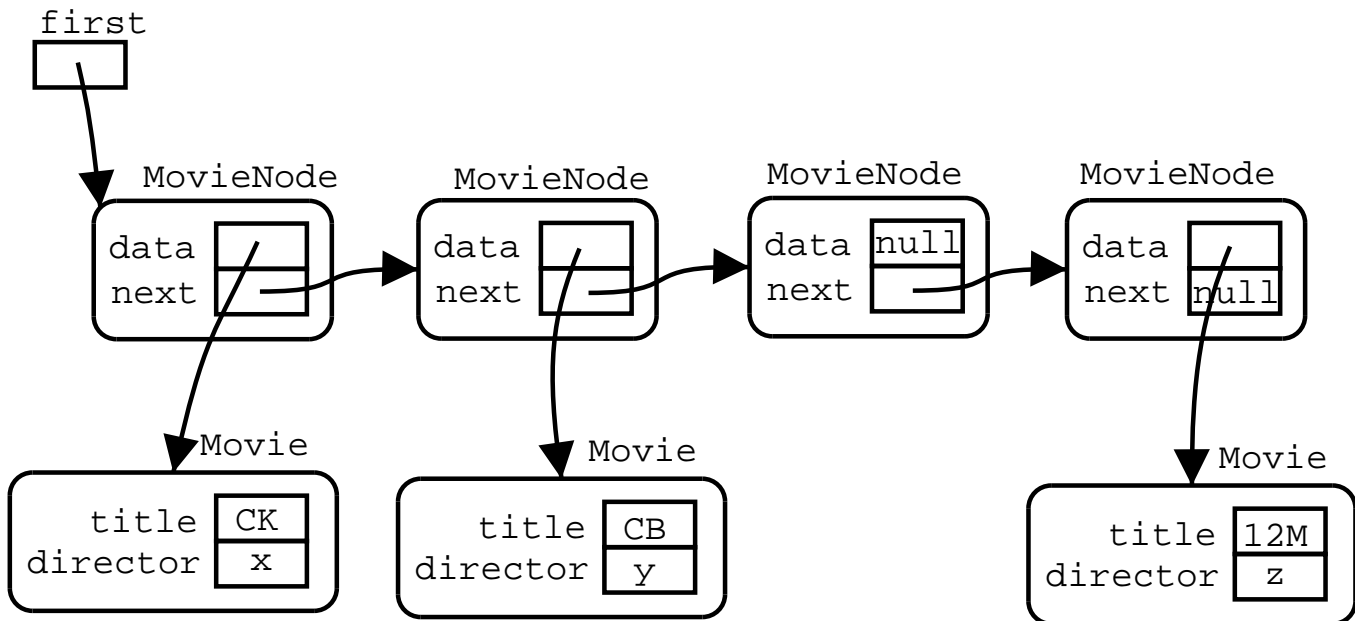 first
MovieNode MovieNode MovieNode MovieNode
data data data null data
next next next next null
Movie Movie Movie
title CK title CB title 12M
director x director y director z